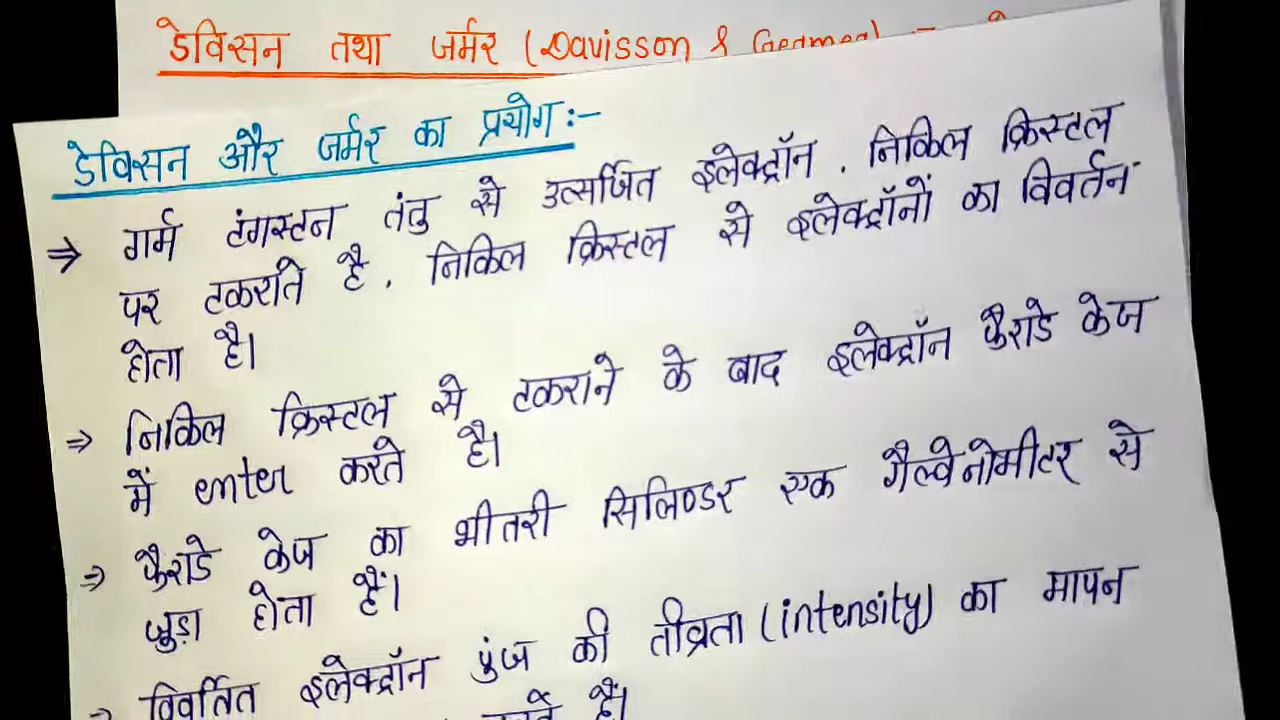 डेविसन तथा जर्मर (Davisson & Germer) :-
डेविसन और जर्मर का प्रयोग :-
⇒ गर्म टंगस्टन तंतु से उत्सर्जित इलेक्ट्रॉन . निकिल क्रिस्टल
पर टकराते है . निकिल क्रिस्टल से इलेक्ट्रॉनों का विवर्तन
होता है।
⇒ निकिल क्रिस्टल से टकराने के बाद इलेक्ट्रॉन फैराडे केज
में enter करते है।
⇒ फैराडे केज का भीतरी सिलिण्डर एक गैल्वेनोमीटर से
जुड़ा होता हैं।
⇒ विवर्तित इलेक्ट्रॉन पुंज की तीव्रता (intensity) का मापन
हैं।